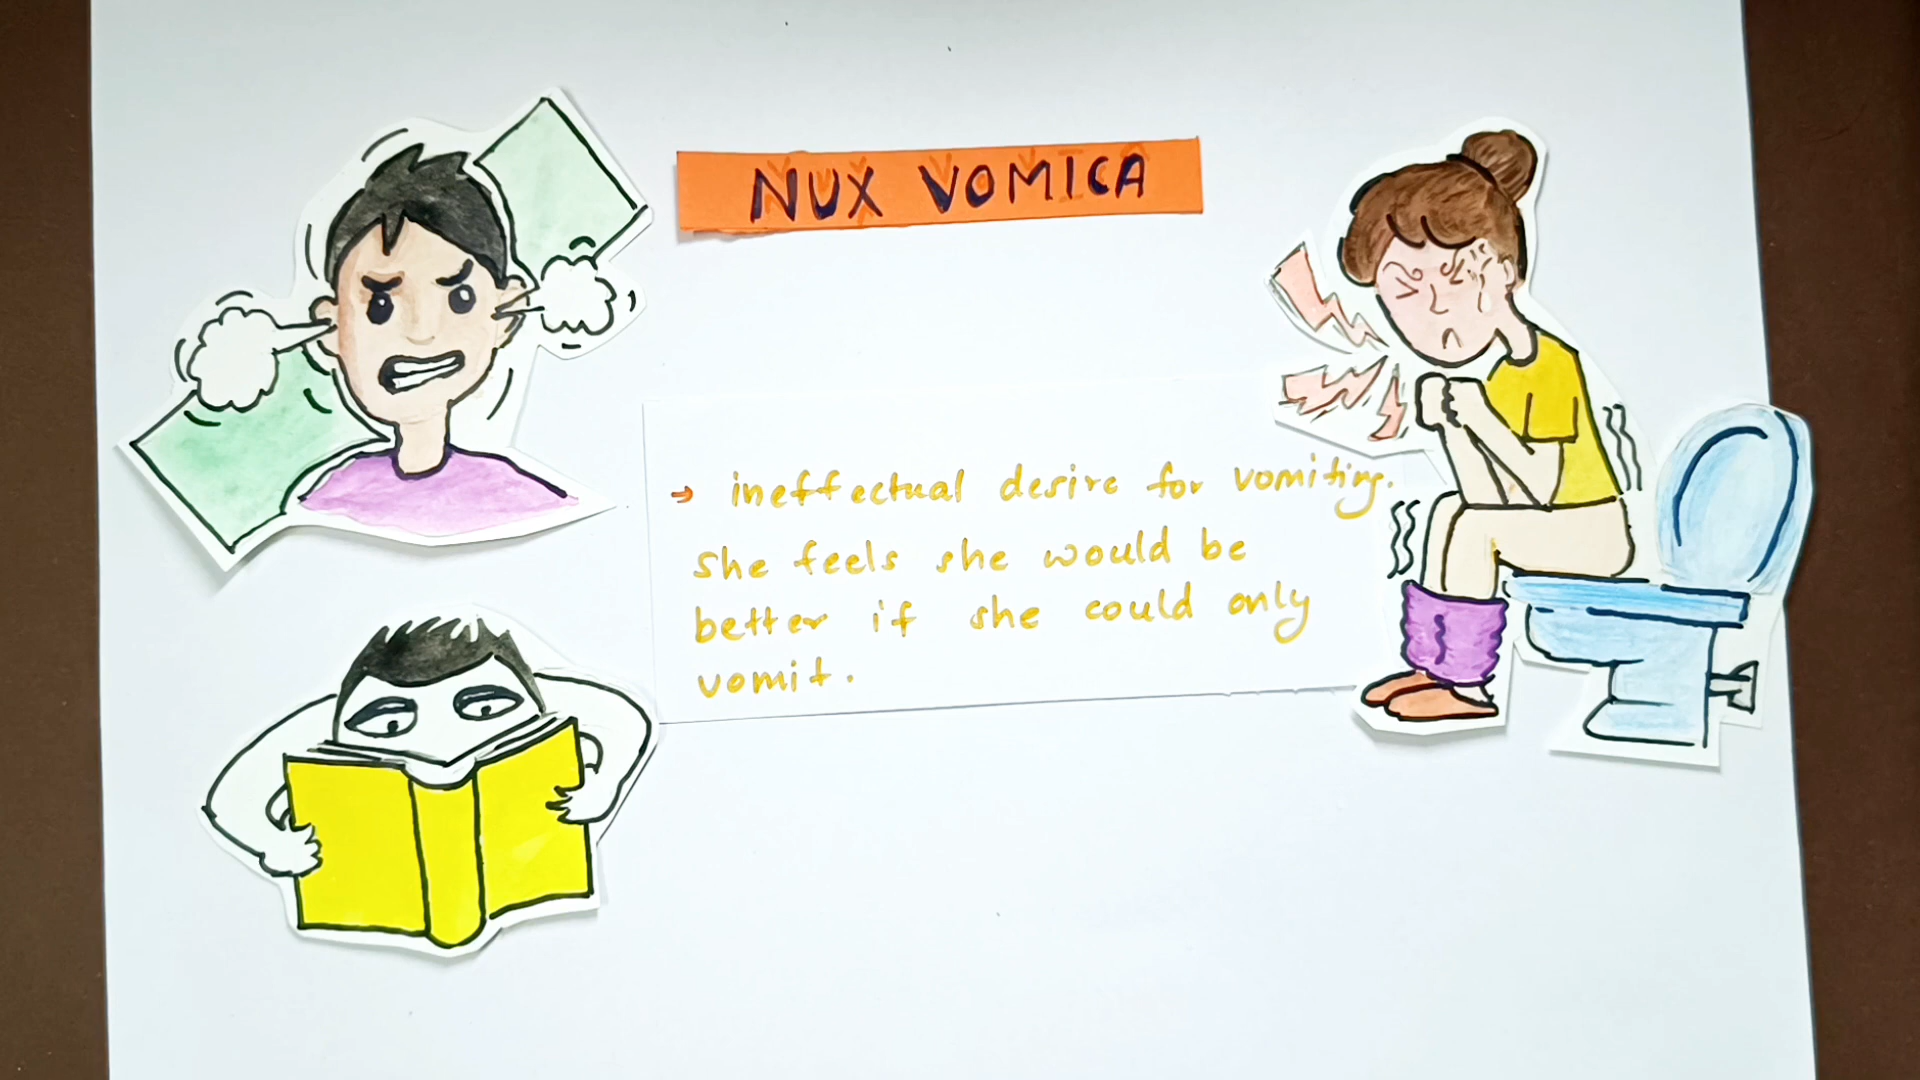 NUX VOMICA
→ ineffectual desire for vomiting.
she feels she would be
better if she could only
vomit.